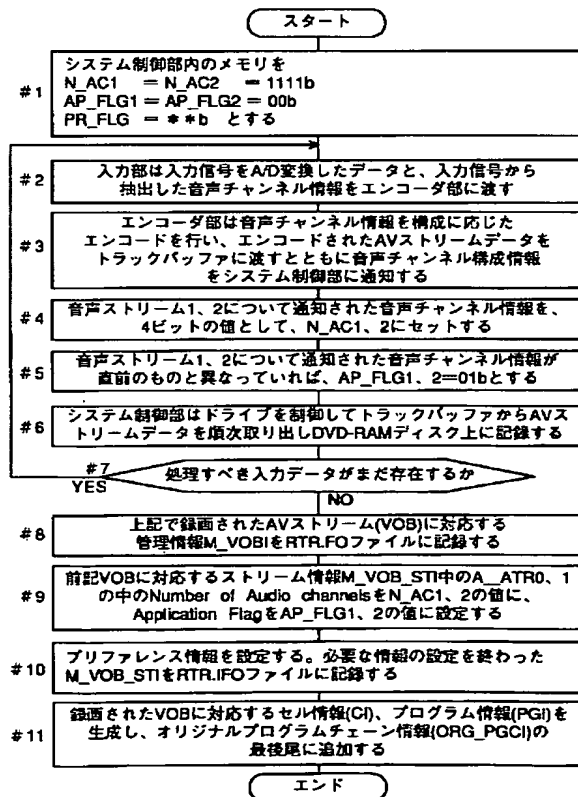 スタート
#1
システム制御部内のメモリを
N_AC1 = N_AC2 = 1111b
AP_FLG1 = AP_FLG2 = 00b
PR_FLG = **b とする
#2
入力部は入力信号をA/D変換したデータと、入力信号から
抽出した音声チャンネル情報をエンコーダ部に渡す
#3
エンコーダ部は音声チャンネル情報を構成に応じた
エンコードを行い、エンコードされたAVストリームデータを
トラックバッファに渡すとともに音声チャンネル構成情報
をシステム制御部に通知する
#4
音声ストリーム1、2について通知された音声チャンネル情報を、
4ビットの値として、N_AC1、2にセットする
#5
音声ストリーム1、2について通知された音声チャンネル情報が
直前のものと異なっていれば、AP_FLG1、2=01bとする
#6
システム制御部はドライブを制御してトラックバッファからAVス
トリームデータを順次取り出しDVD-RAMディスク上に記録する
#7
処理すべき入力データがまだ存在するか
YES
NO
#8
上記で録画されたAVストリーム(VOB)に対応する
管理情報M_VOBIをRTR.IFOファイルに記録する
#9
前記VOBに対応するストリーム情報M_VOB_STI中のA_ATR0、1
の中のNumber of Audio channelsをN_AC1、2の値に、
Application FlagをAP_FLG1、2の値に設定する
#10
プリファレンス情報を設定する。必要な情報の設定を終わった
M_VOB_STIをRTR.IFOファイルに記録する
#11
録画されたVOBに対応するセル情報(CI)、プログラム情報(PGI)
を生成し、オリジナルプログラムチェーン情報(ORG_PGCI)の
最後尾に追加する
エンド